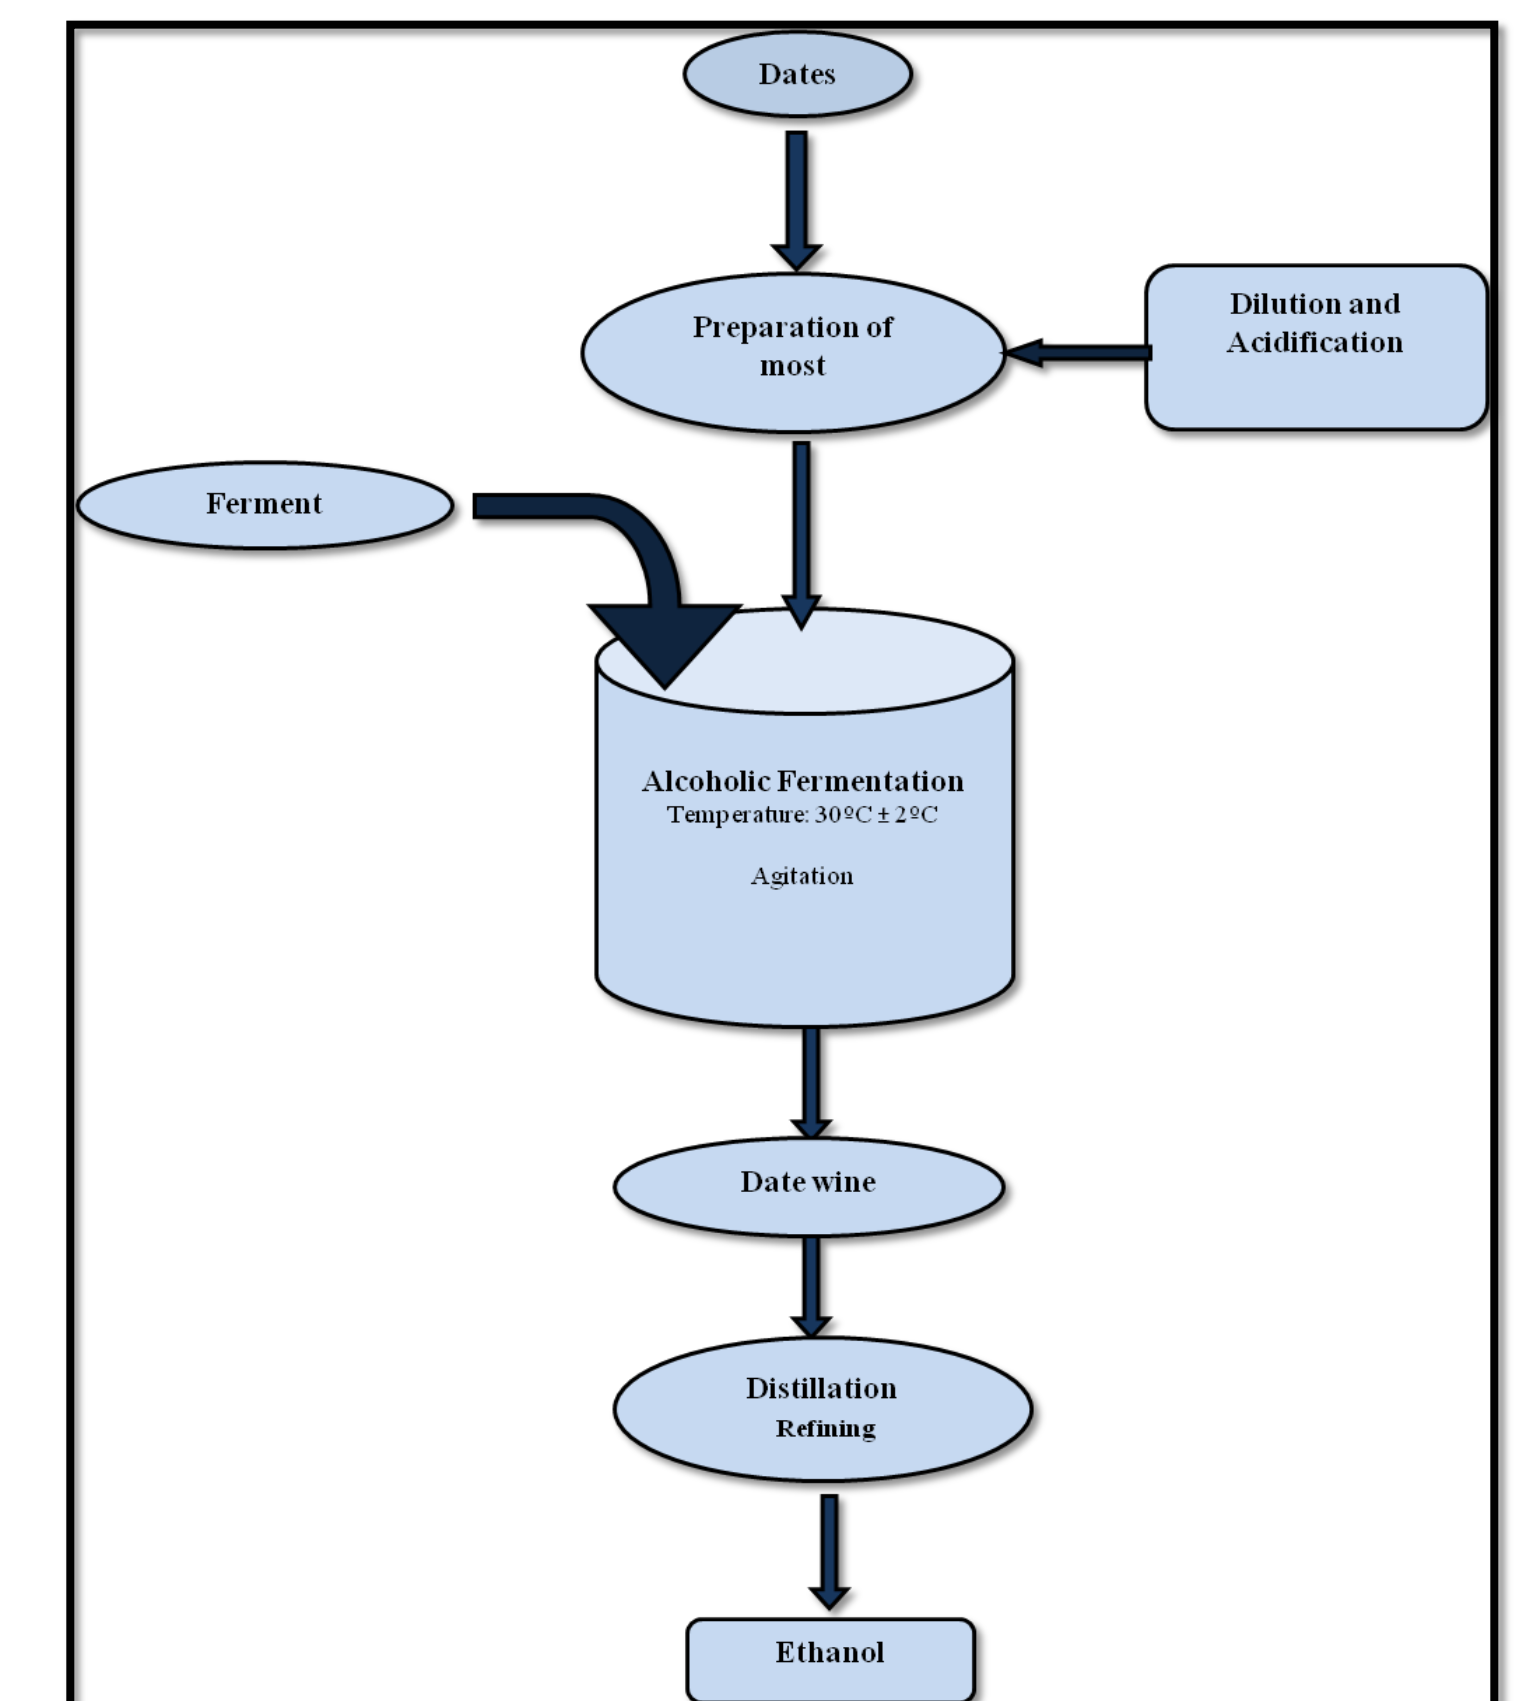 Dates
Preparation of
most
Dilution and
Acidification
Ferment
Alcoholic Fermentation
Temperature: 30ºC ± 2ºC
Agitation
Date wine
Distillation
Refining
Ethanol